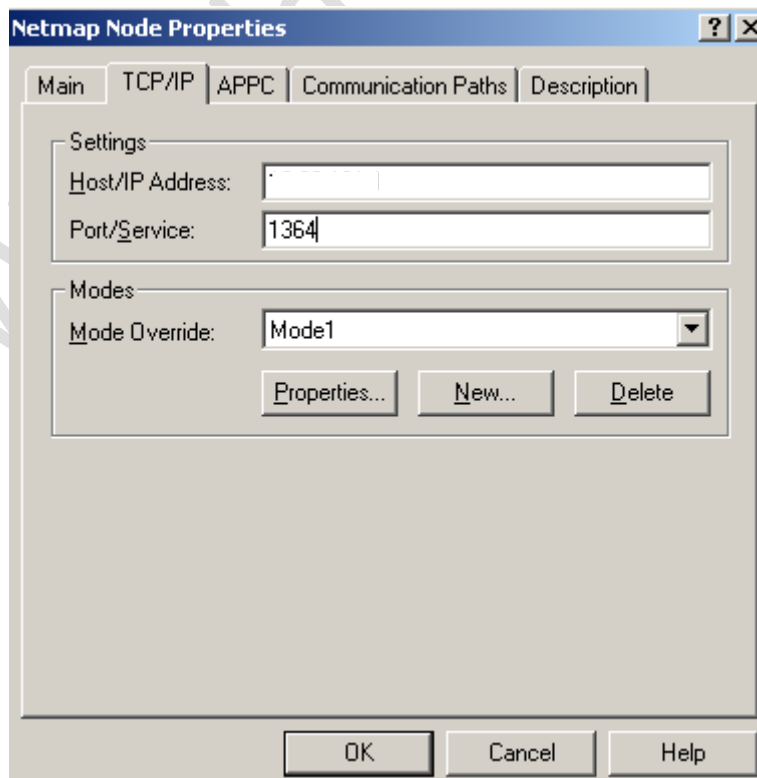 Netmap Node Properties
Main TCP/IP APPC Communication Paths Description
Settings
Host/IP Address:
Port/Service: 1364
Modes
Mode Override: Mode1
Properties... New... Delete
OK Cancel Help